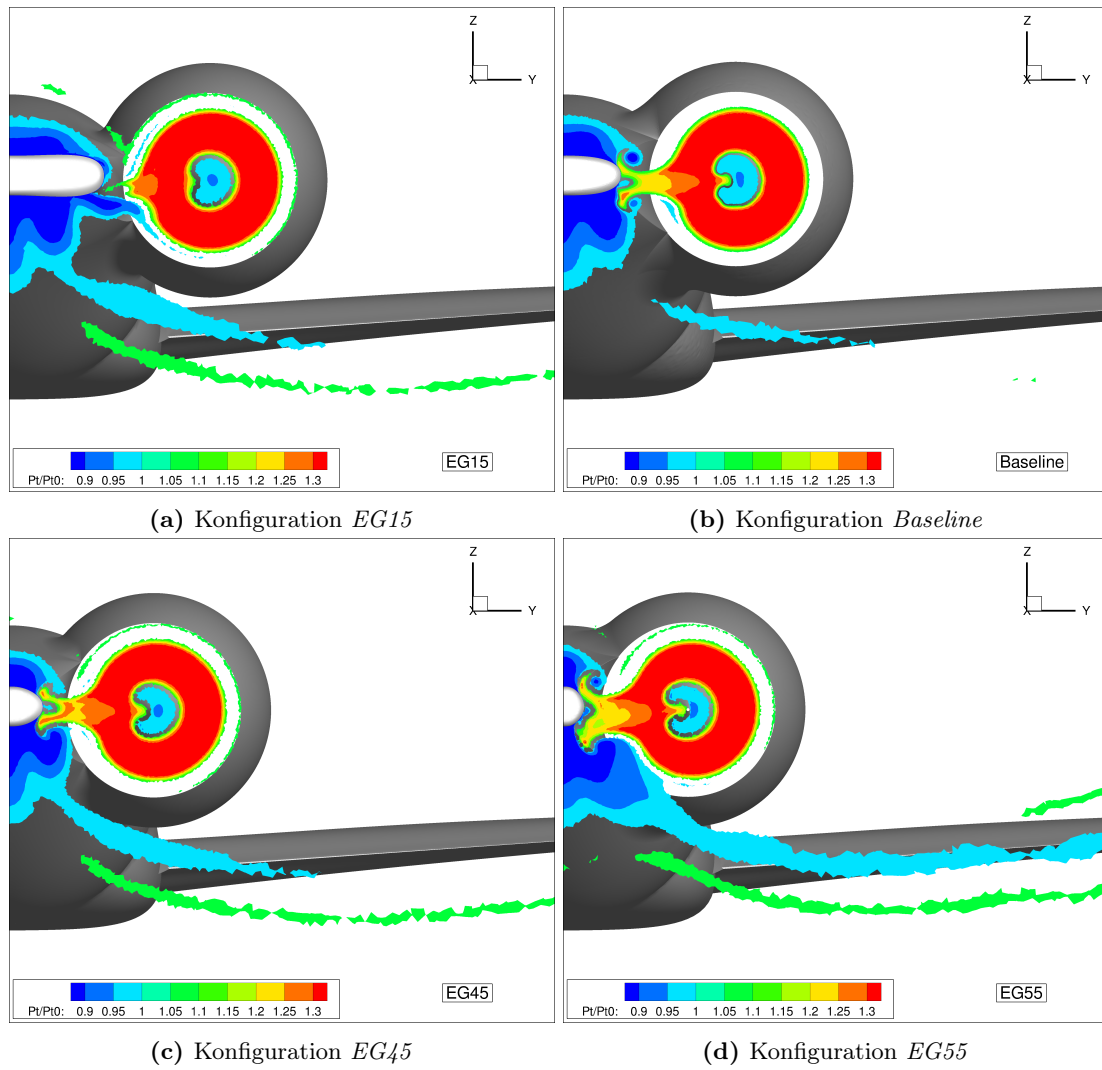 Z
X Y
Pt/Pt0: 0.9 0.95 1 1.05 1.1 1.15 1.2 1.25 1.3
EG15
(a) Konfiguration EG15
Z
X Y
Pt/Pt0: 0.9 0.95 1 1.05 1.1 1.15 1.2 1.25 1.3
Baseline
(b) Konfiguration Baseline
Z
X Y
Pt/Pt0: 0.9 0.95 1 1.05 1.1 1.15 1.2 1.25 1.3
EG45
(c) Konfiguration EG45
Z
X Y
Pt/Pt0: 0.9 0.95 1 1.05 1.1 1.15 1.2 1.25 1.3
EG55
(d) Konfiguration EG55